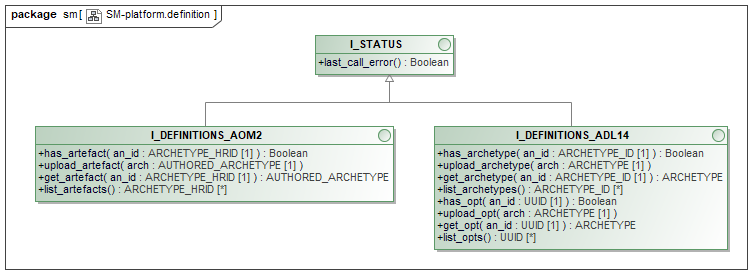 package sm[ SM-platform.definition ]
I_STATUS
+last_call_error() : Boolean
I_DEFINITIONS_AOM2
+has_artefact( an_id : ARCHETYPE_HRID [1] ) : Boolean
+upload_artefact( arch : AUTHORED_ARCHETYPE [1] )
+get_artefact( an_id : ARCHETYPE_HRID [1] ) : AUTHORED_ARCHETYPE
+list_artefacts() : ARCHETYPE_HRID [*]
I_DEFINITIONS_ADL14
+has_archetype( an_id : ARCHETYPE_ID [1] ) : Boolean
+upload_archetype( arch : ARCHETYPE [1] )
+get_archetype( an_id : ARCHETYPE_ID [1] ) : ARCHETYPE
+list_archetypes() : ARCHETYPE_ID [*]
+has_opt( an_id : UUID [1] ) : Boolean
+upload_opt( arch : ARCHETYPE [1] )
+get_opt( an_id : UUID [1] ) : ARCHETYPE
+list_opts() : UUID [*]